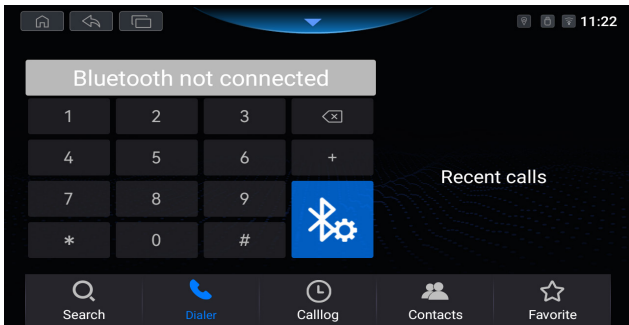 11:22
Bluetooth not connected
1 2 3
4 5 6 +
7 8 9
* 0 #
Recent calls
Search Dialer Calllog Contacts Favorite